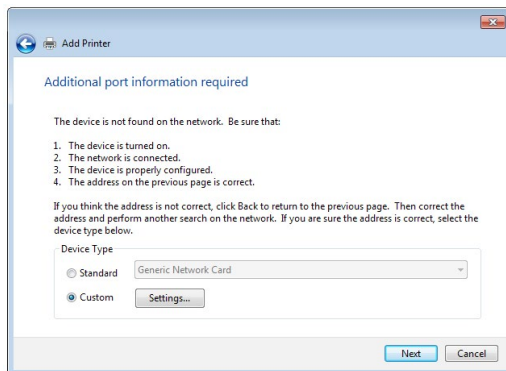 Add Printer
Additional port information required
The device is not found on the network.  Be sure that:
1.  The device is turned on.
2.  The network is connected.
3.  The device is properly configured.
4.  The address on the previous page is correct.
If you think the address is not correct, click Back to return to the previous page.  Then correct the
address and perform another search on the network.  If you are sure the address is correct, select the
device type below.
Device Type
Standard
Generic Network Card
Custom
Settings...
Next
Cancel